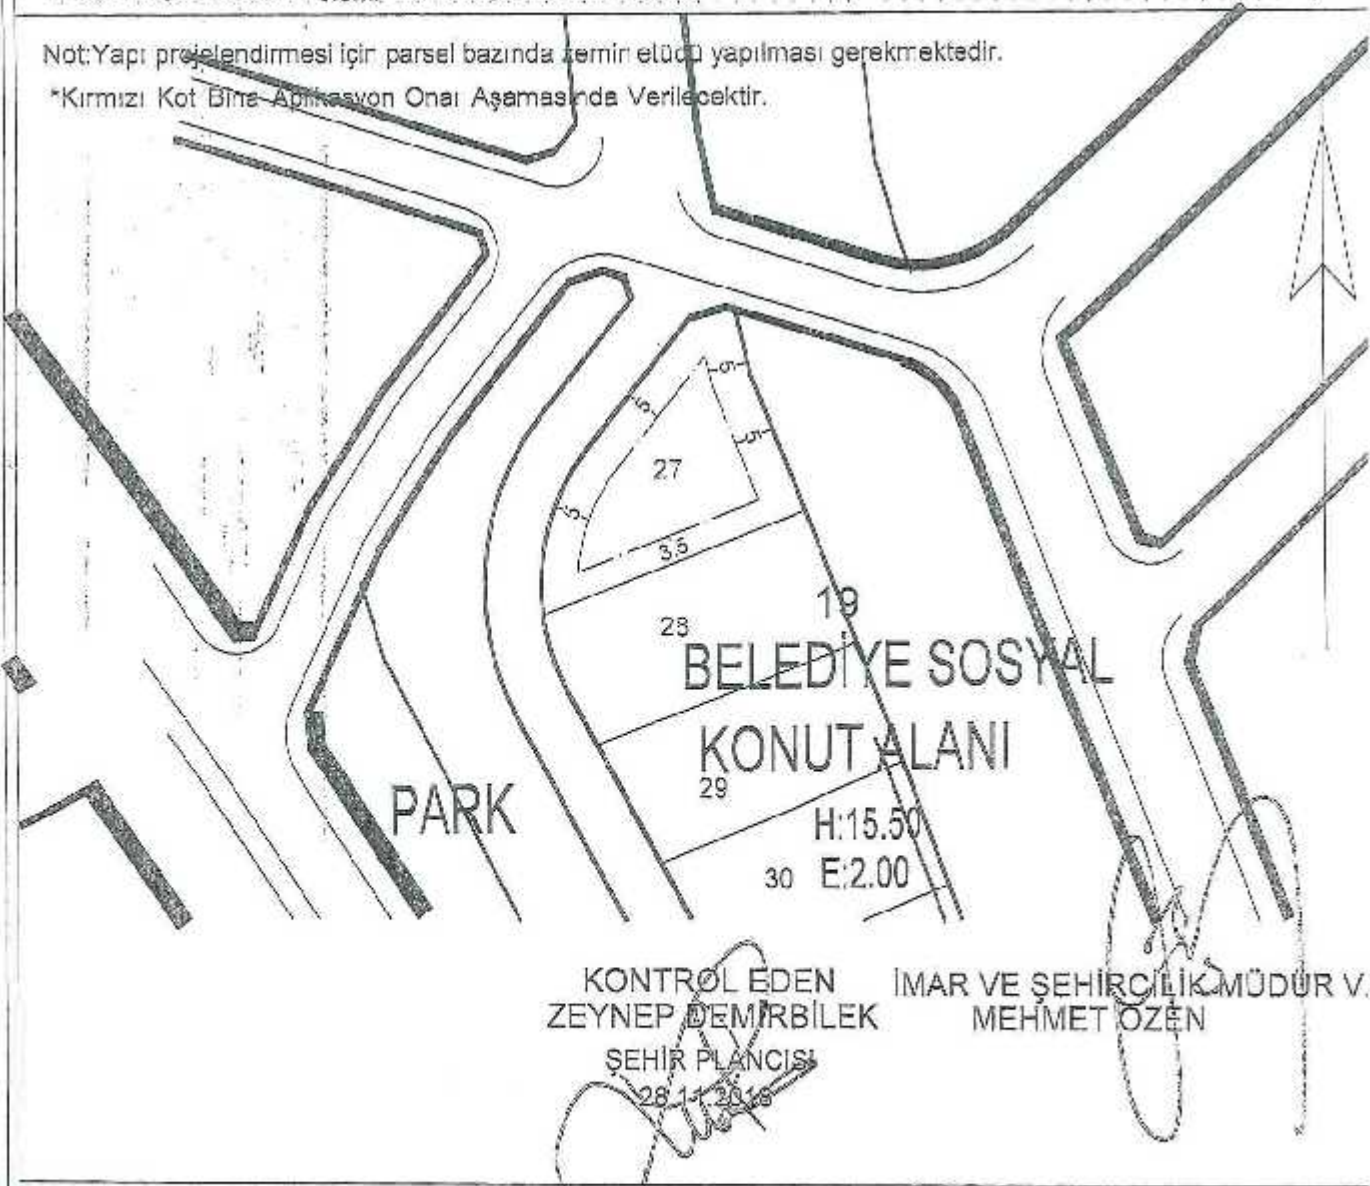 Not:Yapı projelendirmesi için parsel bazında zemin etüdü yapılması gerekmektedir.
*Kırmızı Kot Bina Aplikasyon Onaı Aşamasında Verilecektir.
5
5
5
27
5
3.5
19
28
BELEDİYE SOSYAL
KONUT ALANI
29
PARK
H:15.50
30 E:2.00
KONTROL EDEN
ZEYNEP DEMİRBİLEK
ŞEHİR PLANCISI
İMAR VE ŞEHİRCİLİK MÜDÜR V.
MEHMET ÖZEN